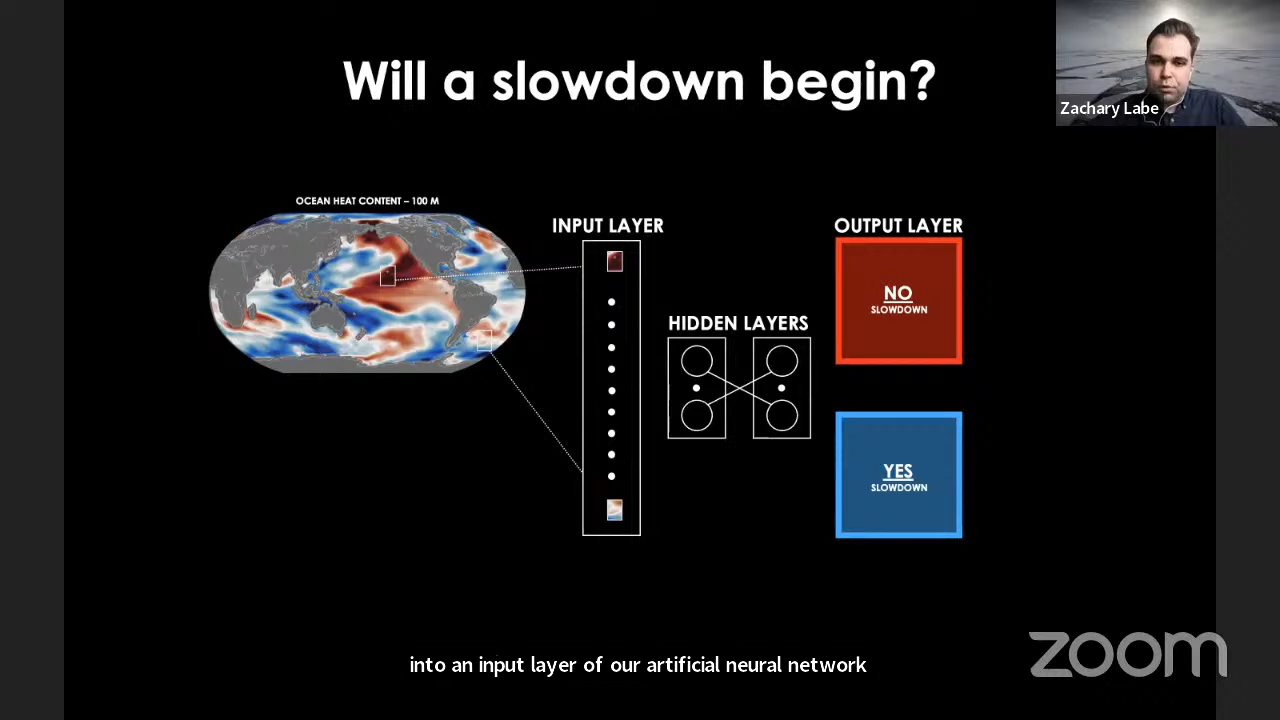 Will a slowdown begin?
Zachary Labe
OCEAN HEAT CONTENT – 100 M
INPUT LAYER
OUTPUT LAYER
NO
SLOWDOWN
HIDDEN LAYERS
YES
SLOWDOWN
into an input layer of our artificial neural network
zoom